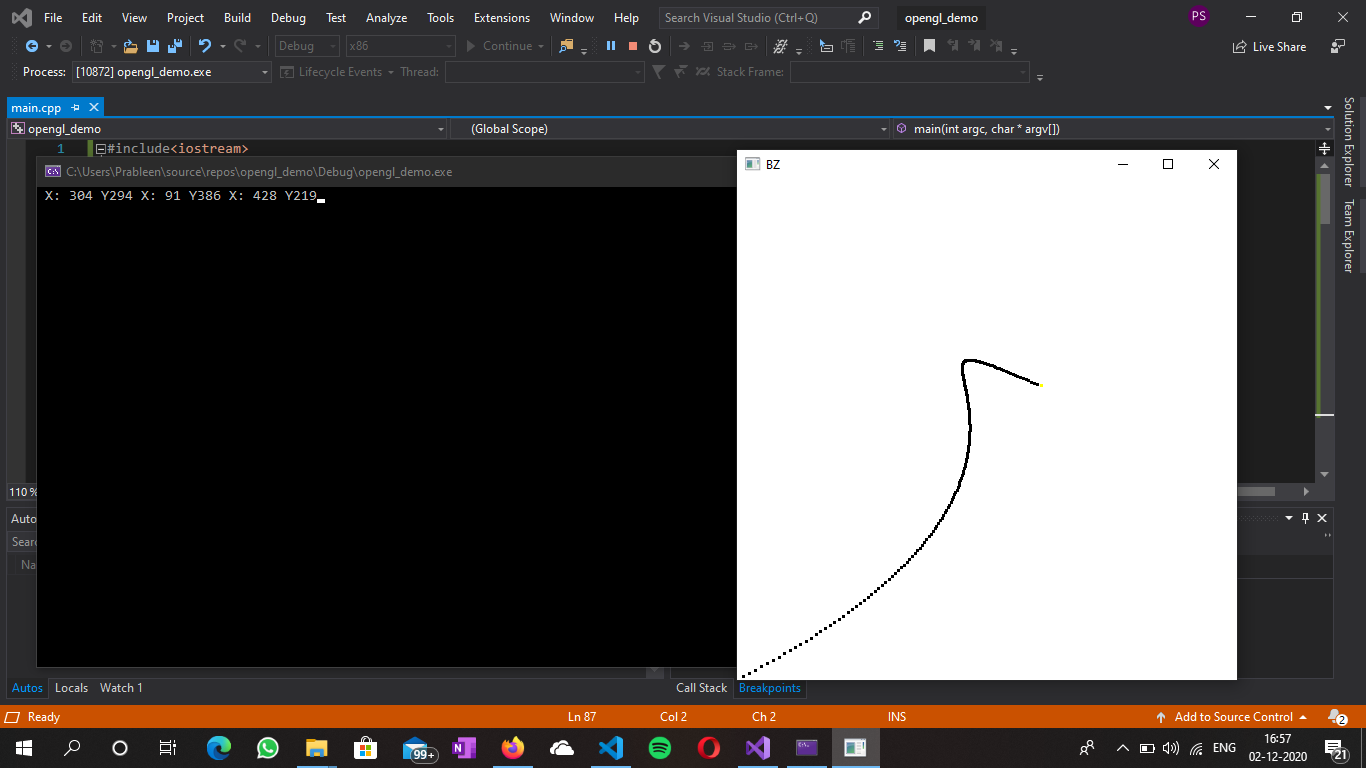 File Edit View Project Build Debug Test Analyze Tools Extensions Window Help Search Visual Studio (Ctrl+Q) opengl_demo PS
Debug x86 Continue Live Share
Process: [10872] opengl_demo.exe Lifecycle Events Thread: Stack Frame:
main.cpp
opengl_demo (Global Scope) main(int argc, char * argv[])
1 #include<iostream>
C:\Users\Prableen\source\repos\opengl_demo\Debug\opengl_demo.exe
X: 304 Y294 X: 91 Y386 X: 428 Y219
BZ
Solution Explorer
Team Explorer
110 %
Auto
Sear
Na
Autos Locals Watch 1 Call Stack Breakpoints
Ready Ln 87 Col 2 Ch 2 INS Add to Source Control 2
99+ ENG 16:57
02-12-2020 21